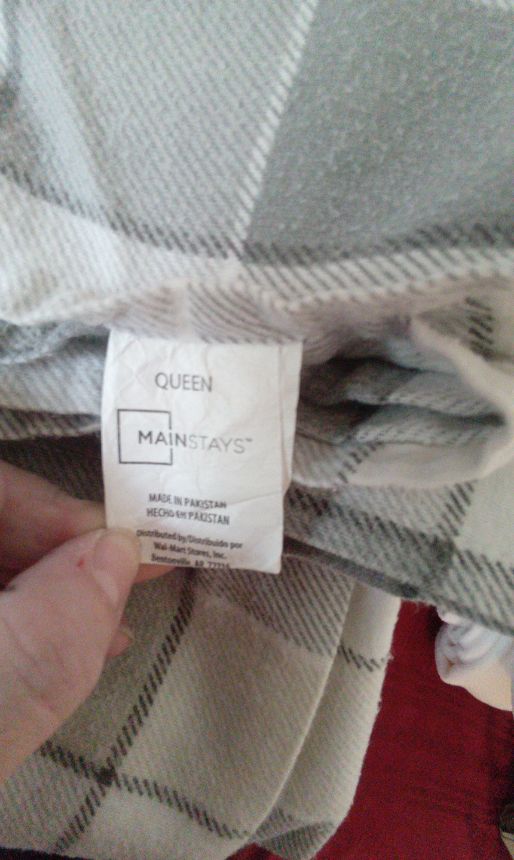 QUEEN
MAINSTAYS™
MADE IN PAKISTAN
HECHO EN PAKISTAN
Distributed by/Distribuido por
Wal-Mart Stores, Inc.
Bentonville, AR